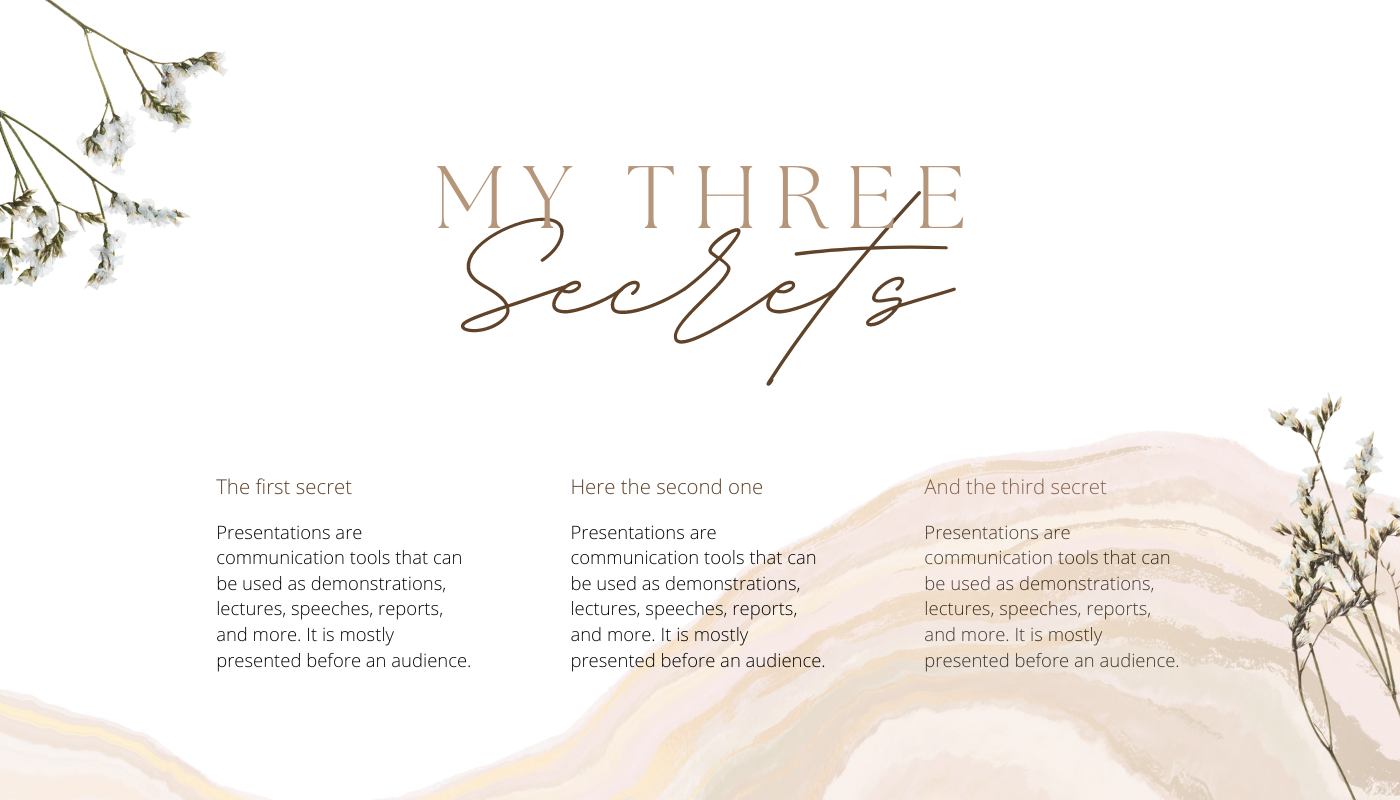 MY THREE
Secrets
The first secret
Presentations are
communication tools that can
be used as demonstrations,
lectures, speeches, reports,
and more. It is mostly
presented before an audience.
Here the second one
Presentations are
communication tools that can
be used as demonstrations,
lectures, speeches, reports,
and more. It is mostly
presented before an audience.
And the third secret
Presentations are
communication tools that can
be used as demonstrations,
lectures, speeches, reports,
and more. It is mostly
presented before an audience.